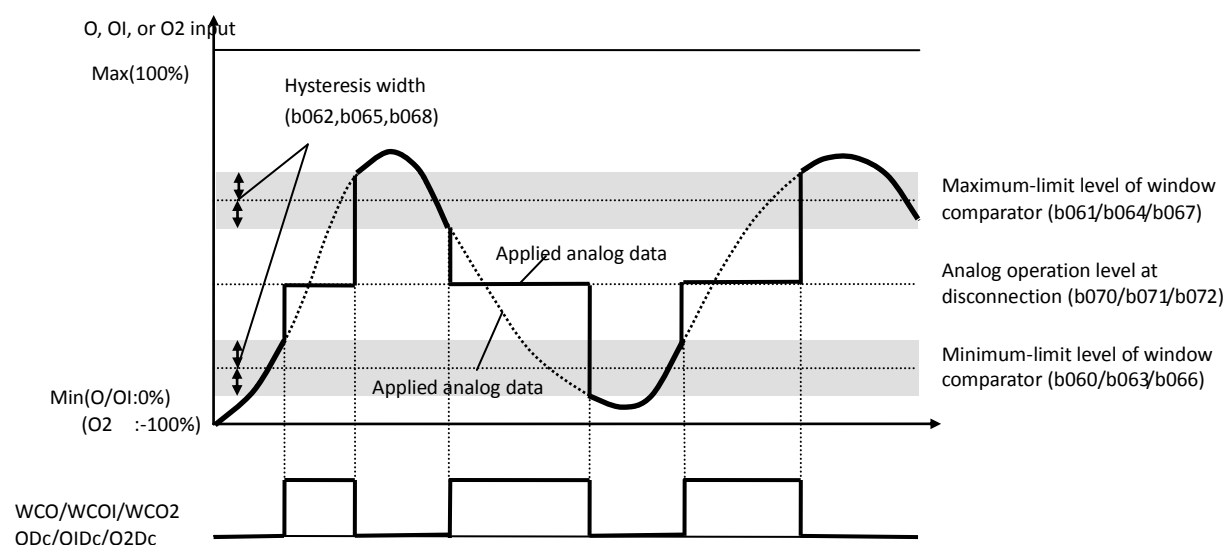 O, OI, or O2 input
Max(100%)
Hysteresis width
(b062,b065,b068)
Maximum-limit level of window
comparator (b061/b064/b067)
Applied analog data
Analog operation level at
disconnection (b070/b071/b072)
Minimum-limit level of window
comparator (b060/b063/b066)
Applied analog data
Min(O/OI:0%)
(O2 :-100%)
WCO/WCOI/WCO2
ODc/OIDc/O2Dc